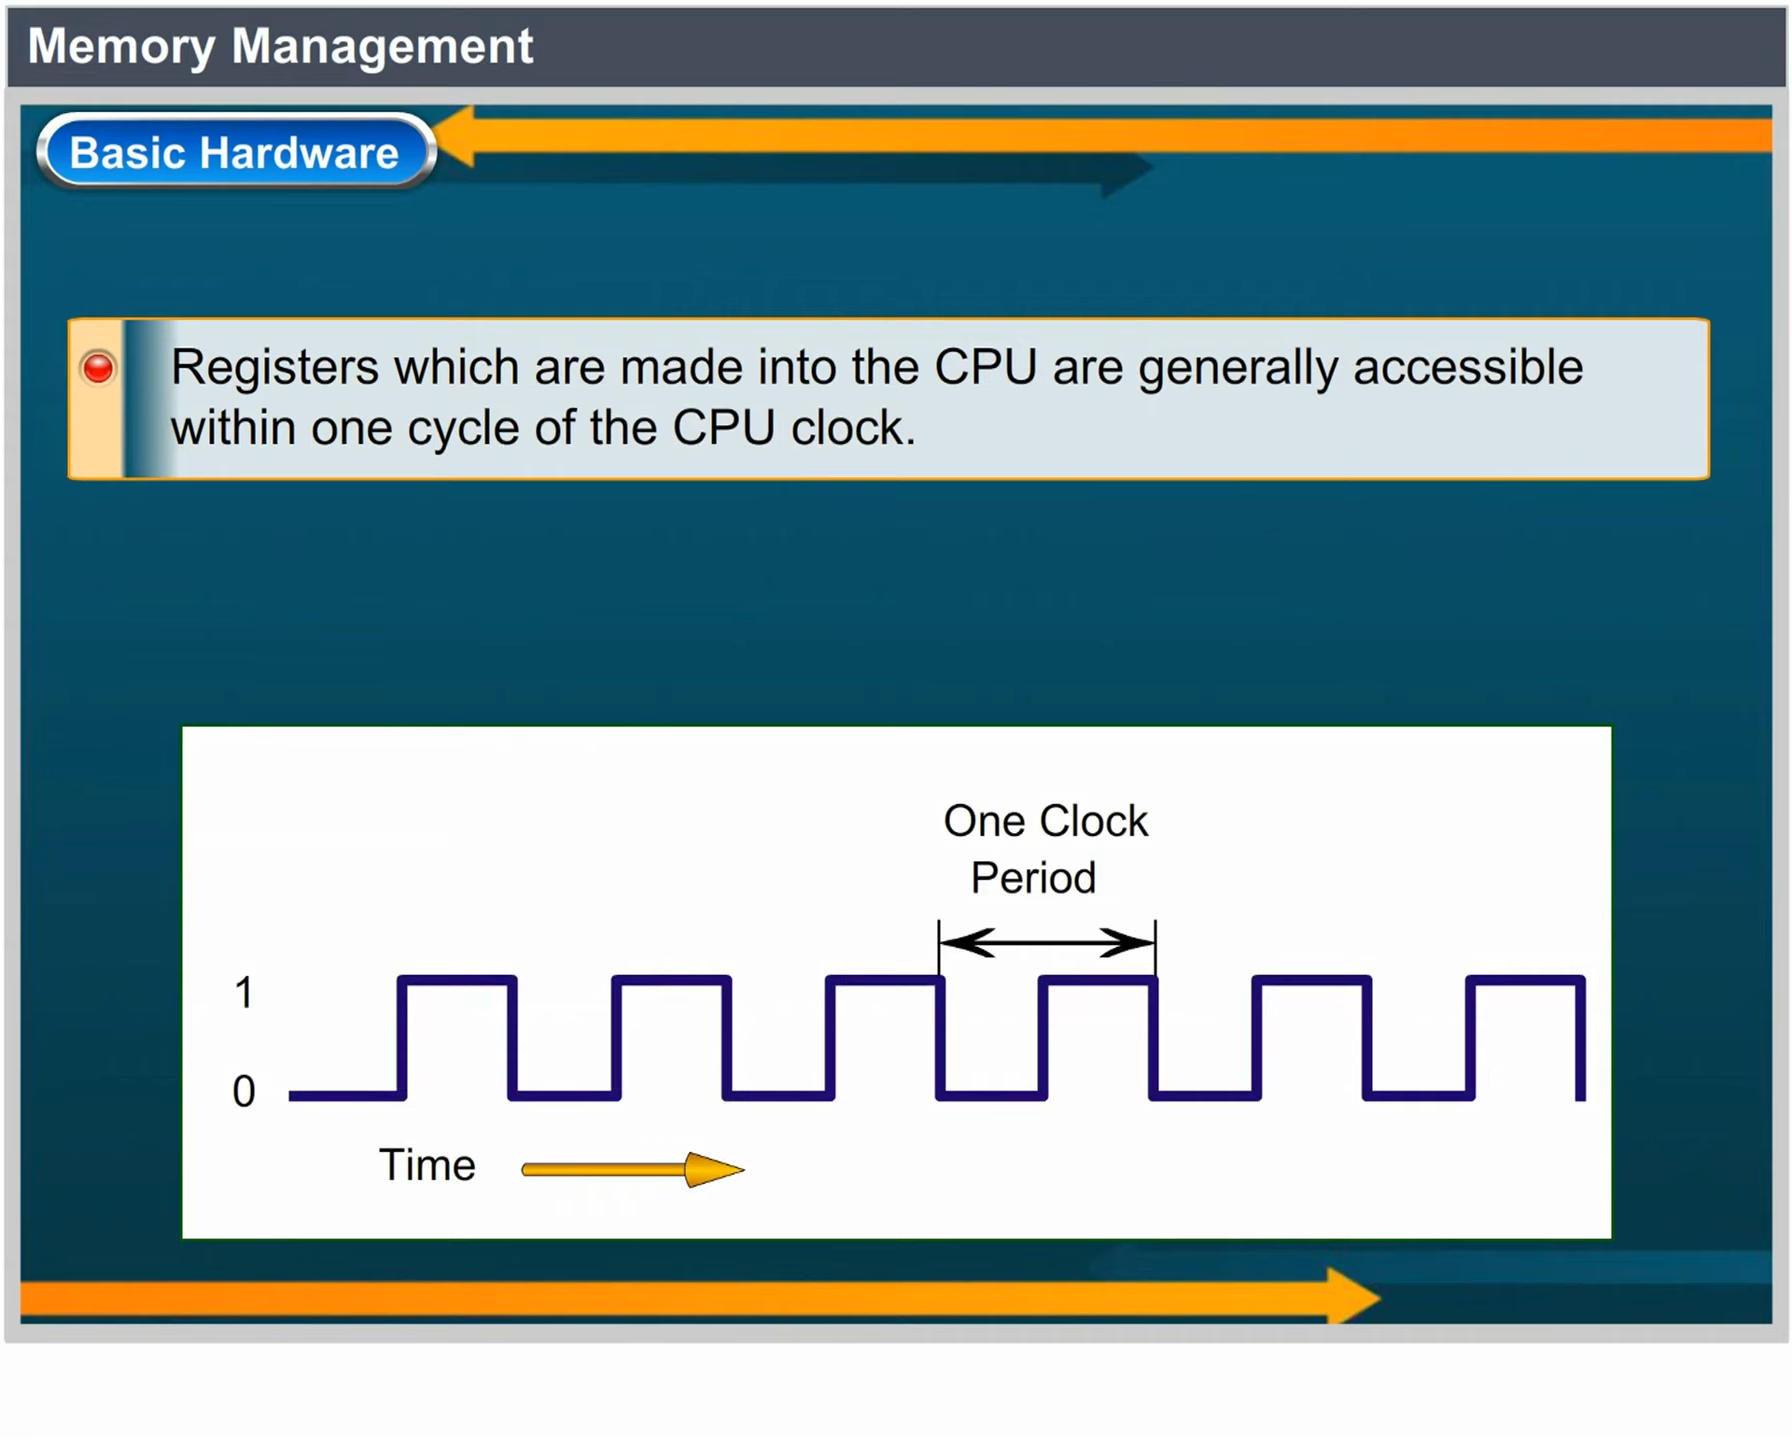 Memory Management
Basic Hardware
Registers which are made into the CPU are generally accessible
within one cycle of the CPU clock.
One Clock
Period
1
0
Time